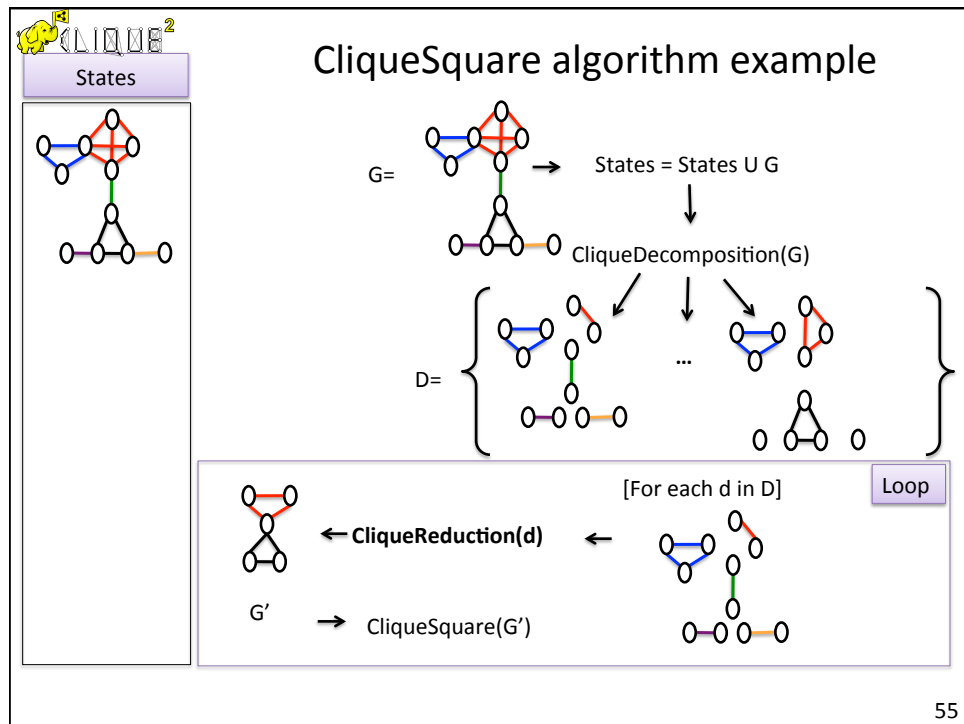 CLIQUE²
States
CliqueSquare algorithm example
G=
States = States U G
CliqueDecomposition(G)
D=
...
Loop
[For each d in D]
CliqueReduction(d)
G’
CliqueSquare(G’)
55